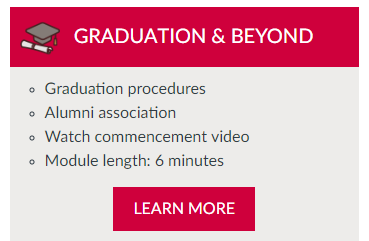 GRADUATION & BEYOND
Graduation procedures
Alumni association
Watch commencement video
Module length: 6 minutes
LEARN MORE